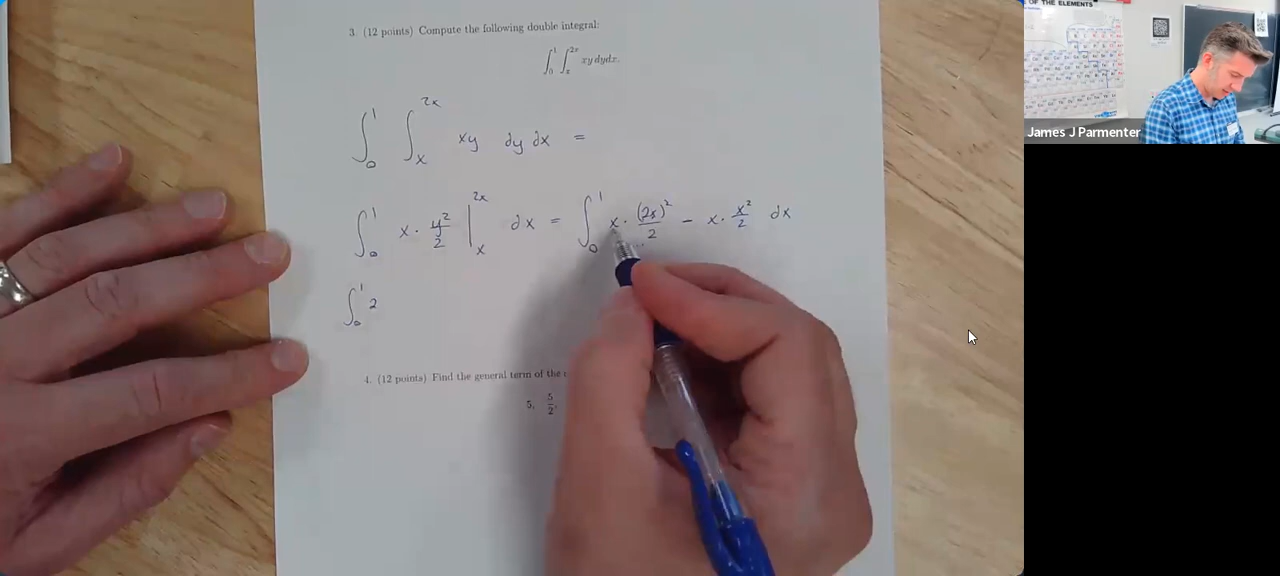 OF THE ELEMENTS
James J Parmenter
3. (12 points) Compute the following double integral:
∫₀¹ ∫ₓ²ˣ xy dydx.
∫₀¹ ∫ₓ²ˣ xy dy dx =
∫₀¹ x · y²/2 |ₓ²ˣ dx = ∫₀¹ x · (2x)²/2 − x · x²/2 dx
∫₀¹ 2
4. (12 points) Find the general term of the
5, 5/2,